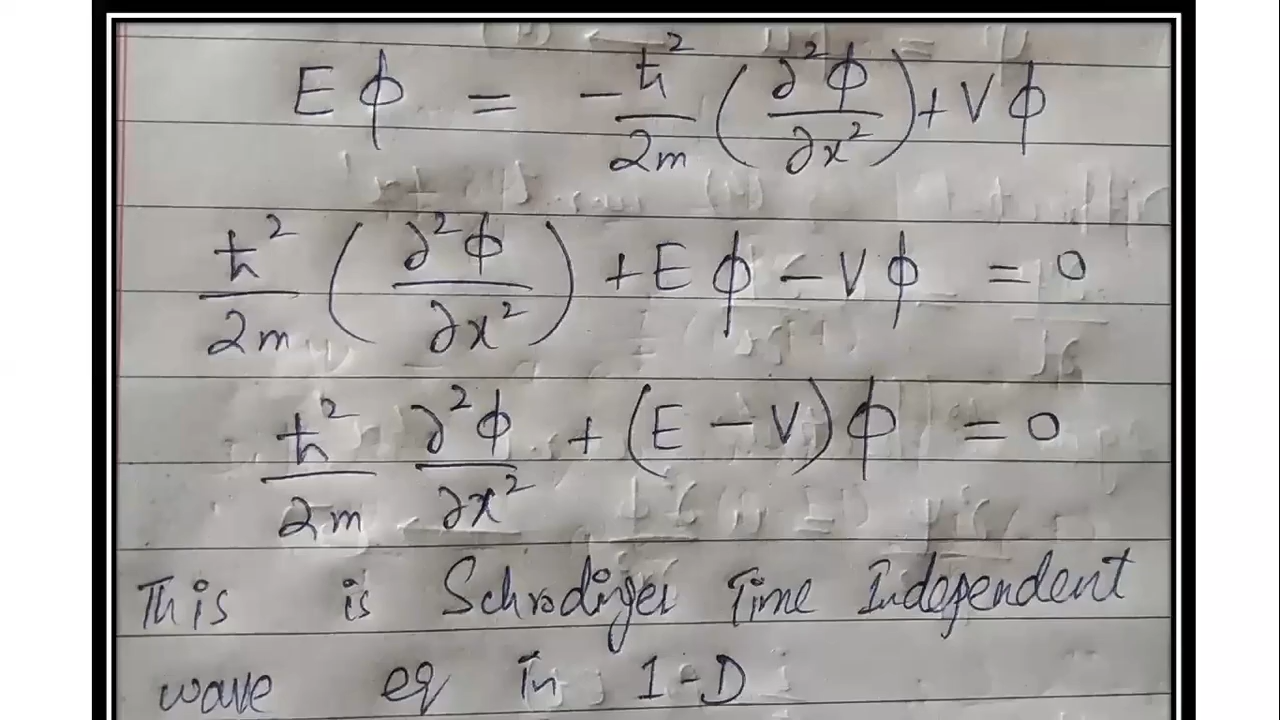 Eϕ = -ħ²/2m (∂²ϕ/∂x²) + Vϕ
ħ²/2m (∂²ϕ/∂x²) + Eϕ - Vϕ = 0
ħ²/2m ∂²ϕ/∂x² + (E - V)ϕ = 0
This is Schrodinger Time Independent
wave eq in 1-D